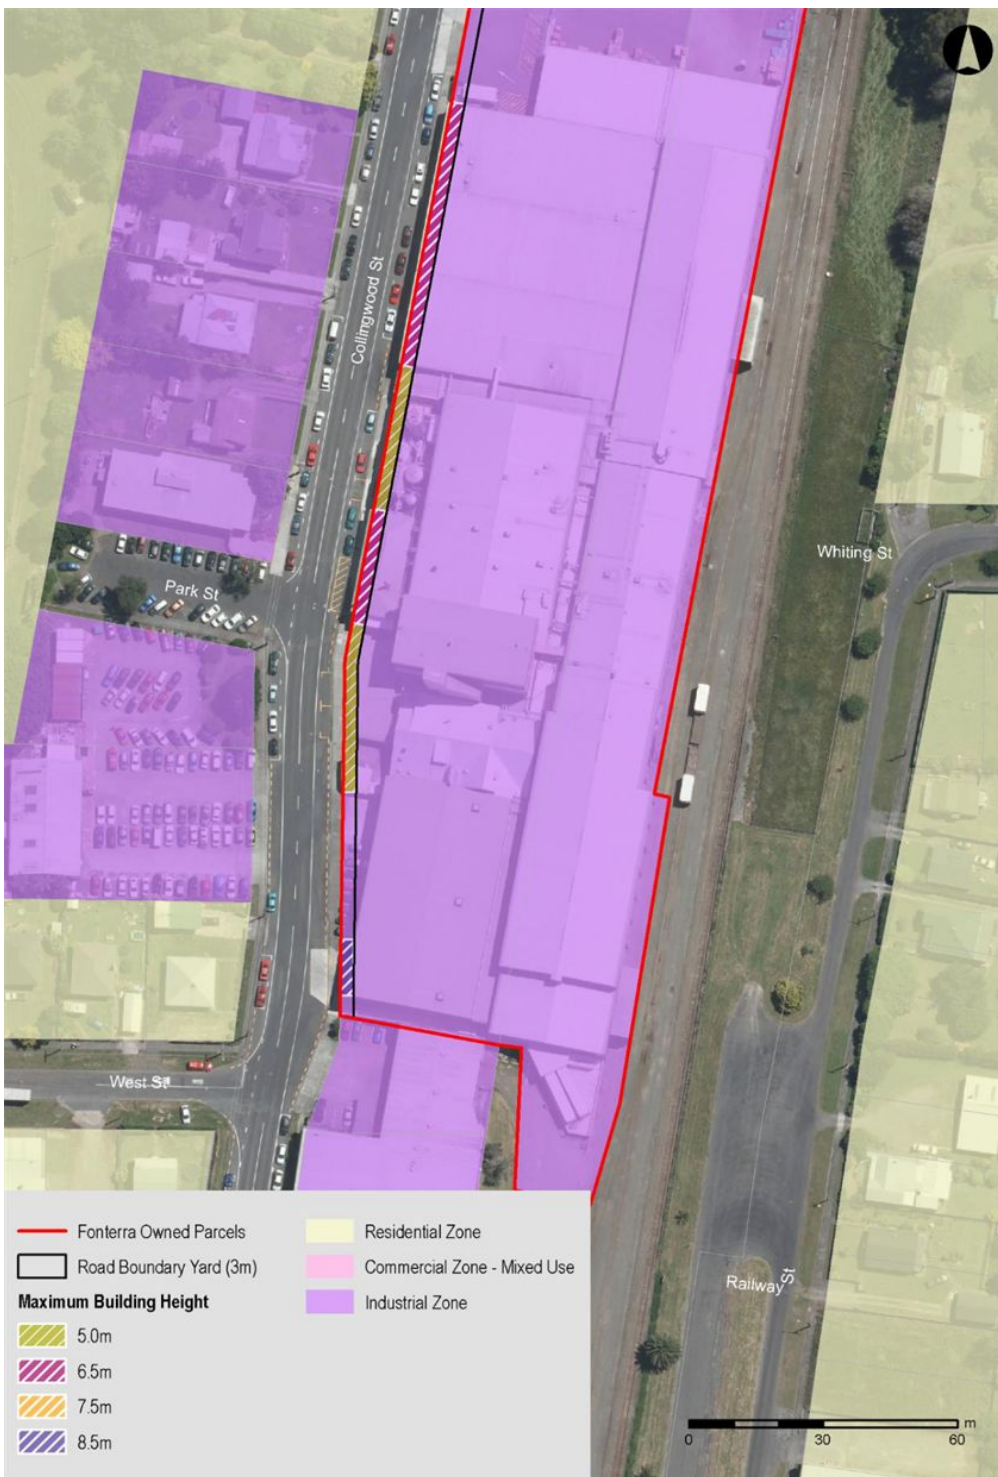 Collingwood St
Whiting St
Park St
West St
Railway St
Fonterra Owned Parcels
Road Boundary Yard (3m)
Maximum Building Height
5.0m
6.5m
7.5m
8.5m
Residential Zone
Commercial Zone - Mixed Use
Industrial Zone
m
0 30 60